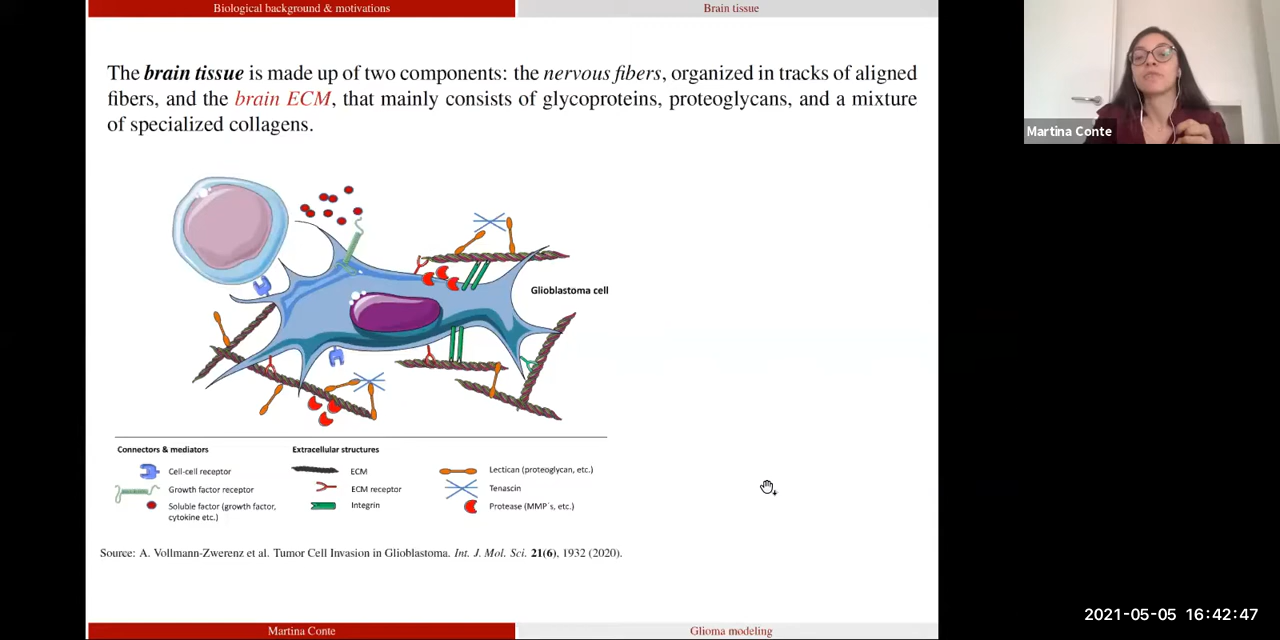 Biological background & motivations
Brain tissue
The brain tissue is made up of two components: the nervous fibers, organized in tracks of aligned
fibers, and the brain ECM, that mainly consists of glycoproteins, proteoglycans, and a mixture
of specialized collagens.
Martina Conte
Glioblastoma cell
Connectors & mediators
Cell-cell receptor
Growth factor receptor
Soluble factor (growth factor,
cytokine etc.)
Extracellular structures
ECM
ECM receptor
Integrin
Lectican (proteoglycan, etc.)
Tenascin
Protease (MMP´s, etc.)
Source: A. Vollmann-Zwerenz et al. Tumor Cell Invasion in Glioblastoma. Int. J. Mol. Sci. 21(6), 1932 (2020).
2021-05-05 16:42:47
Martina Conte
Glioma modeling